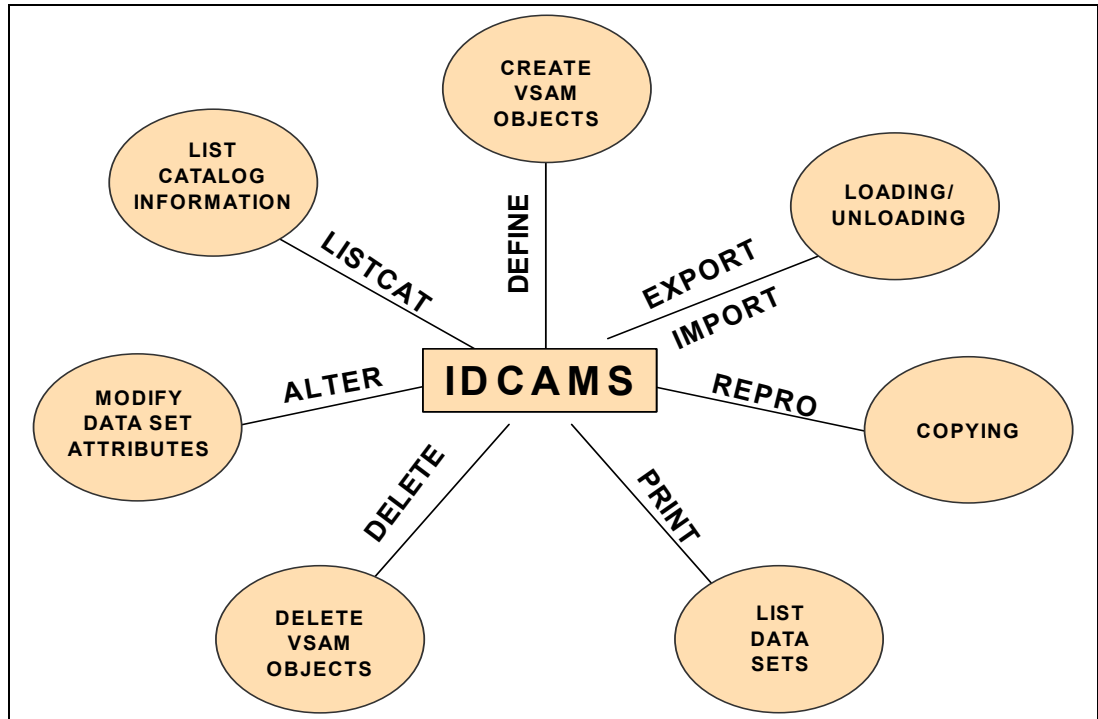 CREATE
VSAM
OBJECTS
LIST
CATALOG
INFORMATION
LOADING/
UNLOADING
LISTCAT
DEFINE
EXPORT
IMPORT
IDCAMS
MODIFY
DATA SET
ATTRIBUTES
ALTER
REPRO
COPYING
DELETE
PRINT
DELETE
VSAM
OBJECTS
LIST
DATA
SETS